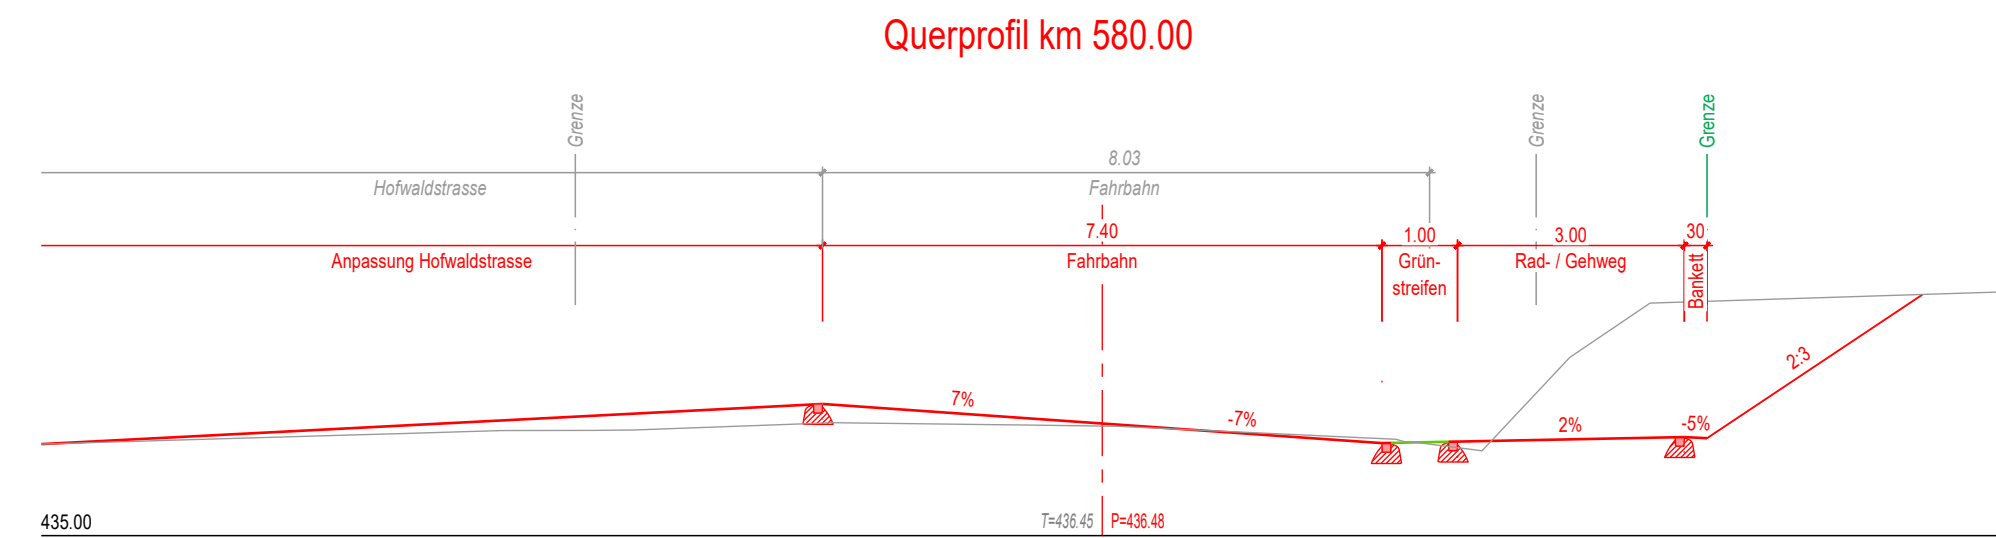 Querprofil km 580.00
Grenze
Grenze
Grenze
8.03
Hofwaldstrasse
Fahrbahn
7.40
1.00
3.00
30
Anpassung Hofwaldstrasse
Fahrbahn
Grün-
streifen
Rad- / Gehweg
Bankett
2:3
7%
-7%
2%
-5%
435.00
T=436.45
P=436.48